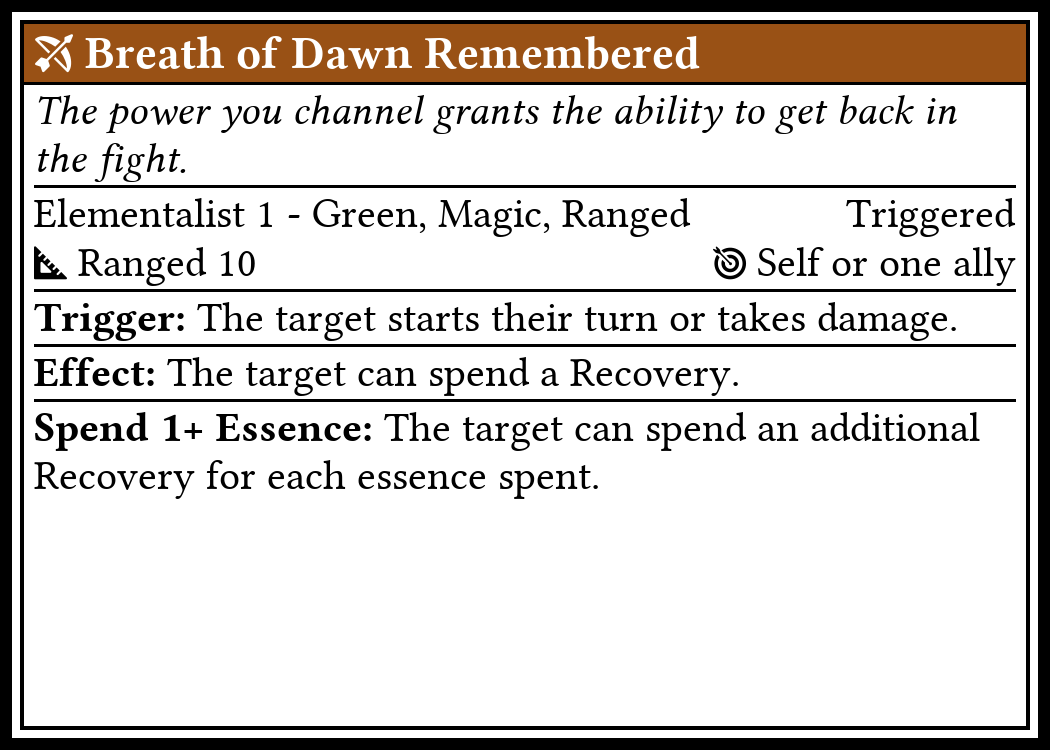 Breath of Dawn Remembered
The power you channel grants the ability to get back in
the fight.
Elementalist 1 - Green, Magic, Ranged Triggered
Ranged 10 Self or one ally
Trigger: The target starts their turn or takes damage.
Effect: The target can spend a Recovery.
Spend 1+ Essence: The target can spend an additional
Recovery for each essence spent.